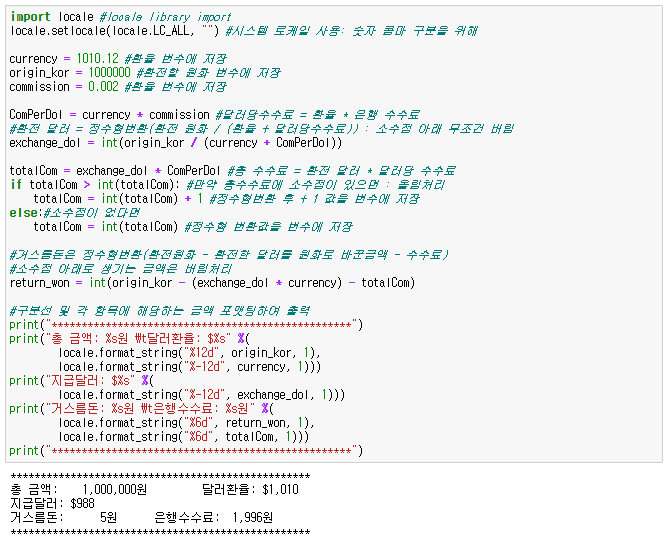 import locale #locale library import
locale.setlocale(locale.LC_ALL, "") #시스템 로케일 사용: 숫자 콤마 구분을 위해
currency = 1010.12 #환율 변수에 저장
origin_kor = 1000000 #환전할 원화 변수에 저장
commission = 0.002 #환율 변수에 저장
ComPerDol = currency * commission #달러당수수료 = 환율 * 은행 수수료
#환전 달러 = 정수형변환(환전 원화 / (환율 + 달러당수수료)) : 소수점 아래 무조건 버림
exchange_dol = int(origin_kor / (currency + ComPerDol))
totalCom = exchange_dol * ComPerDol #총 수수료 = 환전 달러 * 달러당 수수료
if totalCom > int(totalCom): #만약 총수수료에 소수점이 있으면 : 올림처리
    totalCom = int(totalCom) + 1 #정수형변환 후 + 1 값을 변수에 저장
else:#소수점이 없다면
    totalCom = int(totalCom) #정수형 변환값을 변수에 저장
#거스름돈은 정수형변환(환전원화 - 환전한 달러를 원화로 바꾼금액 - 수수료)
#소수점 아래로 생기는 금액은 버림처리
return_won = int(origin_kor - (exchange_dol * currency) - totalCom)
#구분선 및 각 항목에 해당하는 금액 포맷팅하여 출력
print("**************************************************")
print("총 금액: %s원 ₩t달러환율: $%s" %(
       locale.format_string("%12d", origin_kor, 1),
       locale.format_string("%-12d", currency, 1)))
print("지급달러: $%s" %(
       locale.format_string("%-12d", exchange_dol, 1)))
print("거스름돈: %s원 ₩t은행수수료: %s원" %(
       locale.format_string("%6d", return_won, 1),
       locale.format_string("%6d", totalCom, 1)))
print("**************************************************")
**************************************************
총 금액:    1,000,000원         달러환율: $1,010
지급달러: $988
거스름돈:      5원      은행수수료:  1,996원
**************************************************